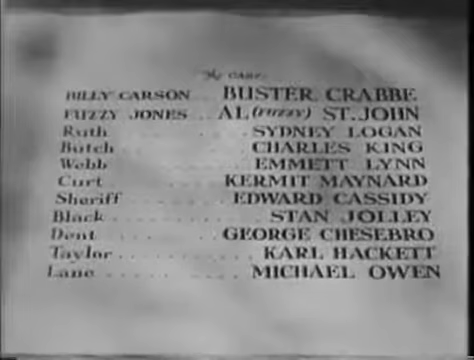 The CAST
BILLY CARSON .. BUSTER CRABBE
FUZZY JONES .. AL (FUZZY) ST. JOHN
Ruth ........ SYDNEY LOGAN
Butch ........ CHARLES KING
Webb ........ EMMETT LYNN
Curt ........ KERMIT MAYNARD
Sheriff ........ EDWARD CASSIDY
Black ........ STAN JOLLEY
Dent ........ GEORGE CHESEBRO
Taylor ........ KARL HACKETT
Lane ........ MICHAEL OWEN